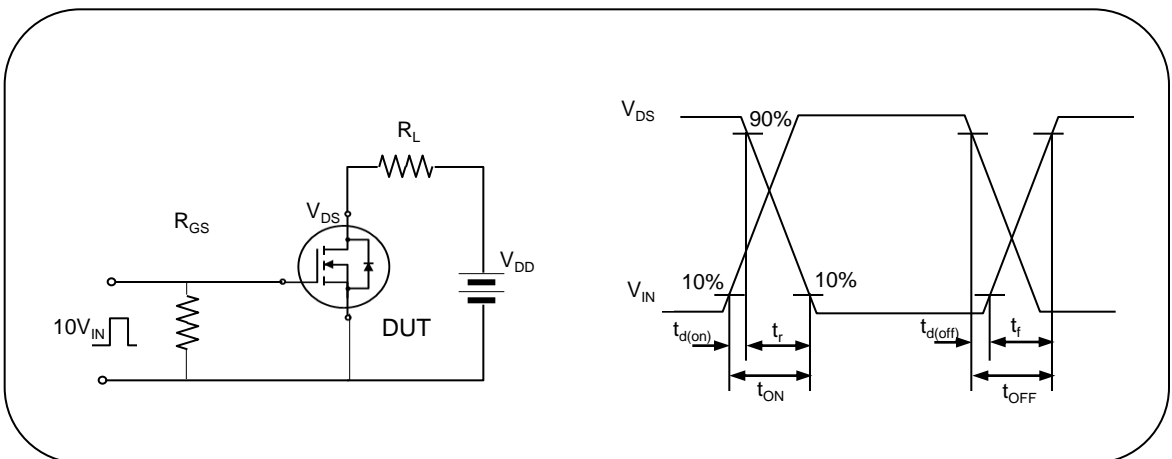 R_L
V_DS
R_GS
V_DD
10V_IN
DUT
V_DS
90%
10%
10%
V_IN
t_d(on)
t_r
t_d(off)
t_f
t_ON
t_OFF